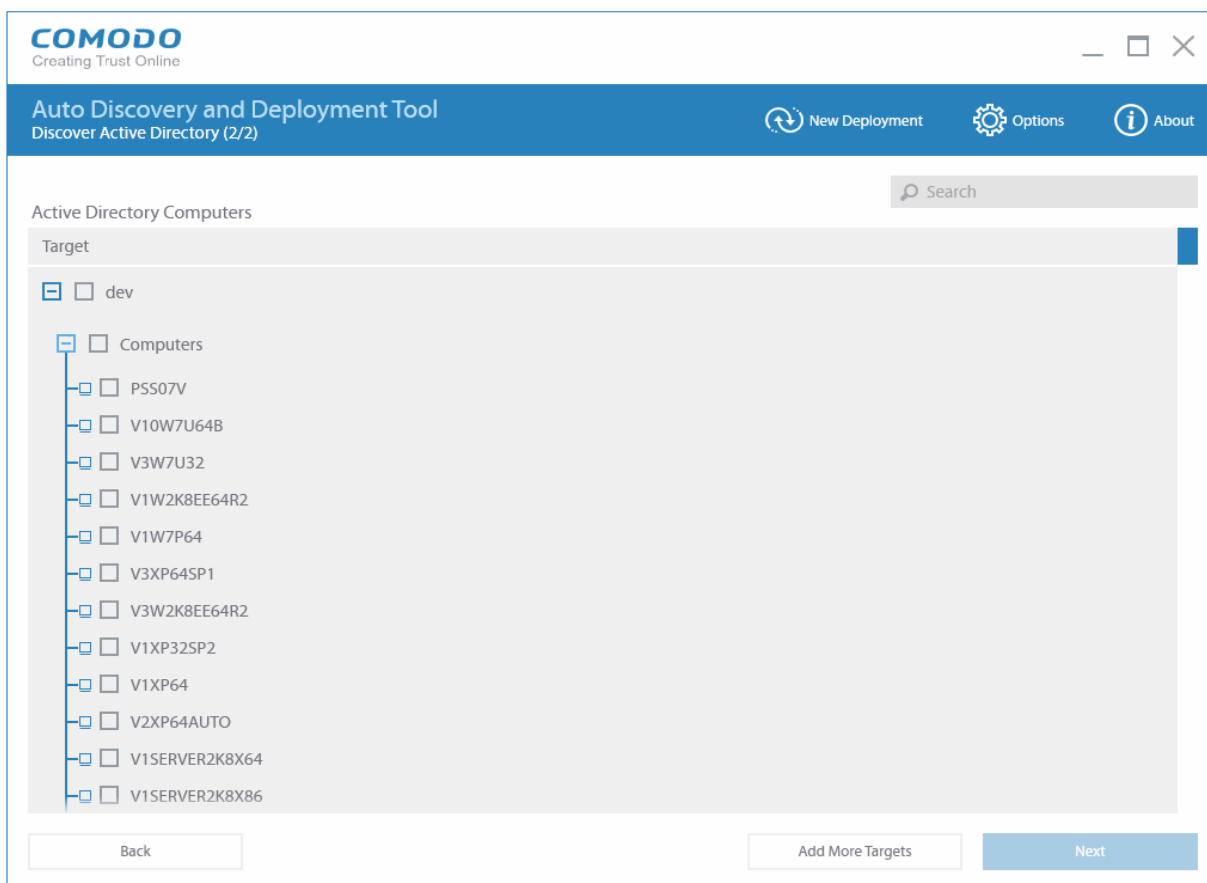 COMODO
Creating Trust Online
Auto Discovery and Deployment Tool
Discover Active Directory (2/2)
New Deployment
Options
About
Search
Active Directory Computers
Target
dev
Computers
PSS07V
V10W7U64B
V3W7U32
V1W2K8EE64R2
V1W7P64
V3XP64SP1
V3W2K8EE64R2
V1XP32SP2
V1XP64
V2XP64AUTO
V1SERVER2K8X64
V1SERVER2K8X86
Back
Add More Targets
Next